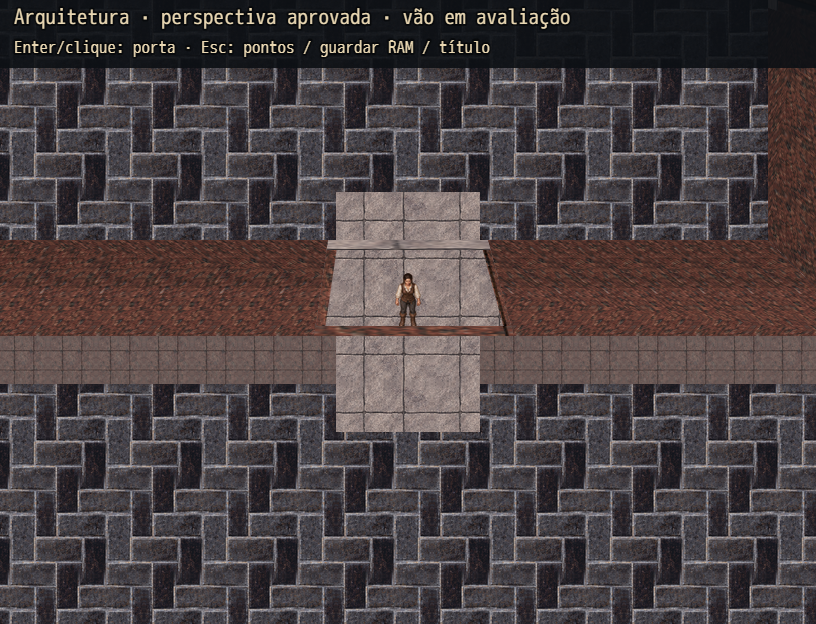 Arquitetura · perspectiva aprovada · vão em avaliação
Enter/clique: porta · Esc: pontos / guardar RAM / título